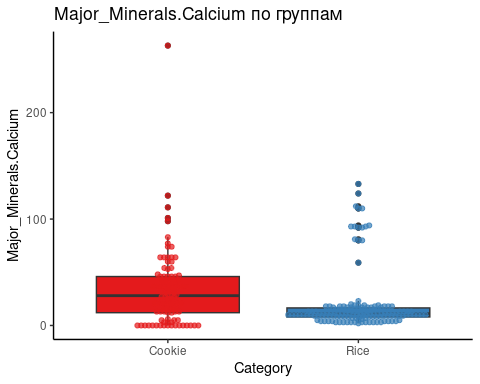 Major_Minerals.Calcium по группам
Major_Minerals.Calcium
200
100
0
Cookie
Rice
Category